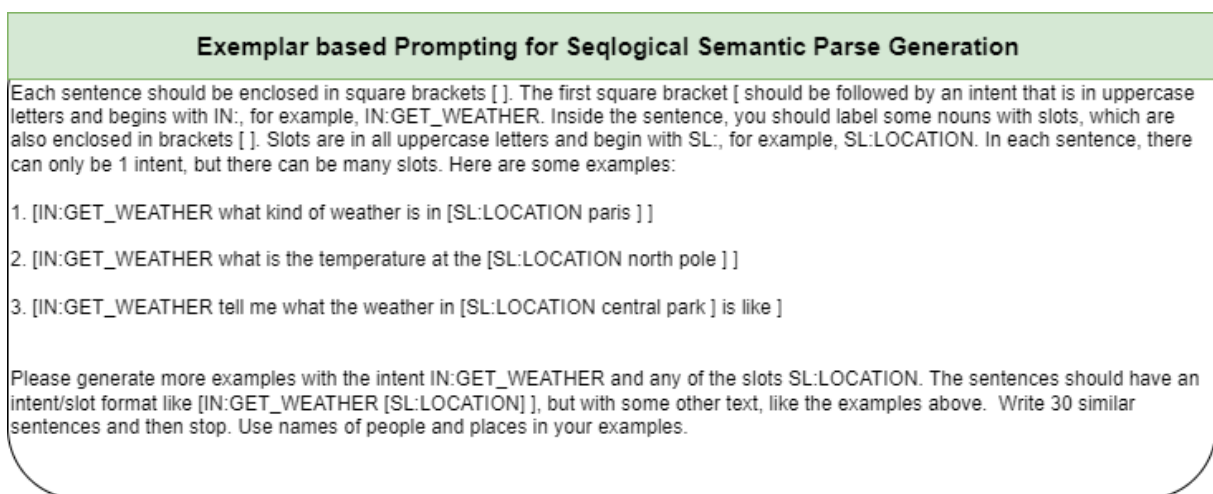 Exemplar based Prompting for Seqlogical Semantic Parse Generation
Each sentence should be enclosed in square brackets [ ]. The first square bracket [ should be followed by an intent that is in uppercase
letters and begins with IN:, for example, IN:GET_WEATHER. Inside the sentence, you should label some nouns with slots, which are
also enclosed in brackets [ ]. Slots are in all uppercase letters and begin with SL:, for example, SL:LOCATION. In each sentence, there
can only be 1 intent, but there can be many slots. Here are some examples:
1. [IN:GET_WEATHER what kind of weather is in [SL:LOCATION paris ] ]
2. [IN:GET_WEATHER what is the temperature at the [SL:LOCATION north pole ] ]
3. [IN:GET_WEATHER tell me what the weather in [SL:LOCATION central park ] is like ]
Please generate more examples with the intent IN:GET_WEATHER and any of the slots SL:LOCATION. The sentences should have an
intent/slot format like [IN:GET_WEATHER [SL:LOCATION] ], but with some other text, like the examples above.  Write 30 similar
sentences and then stop. Use names of people and places in your examples.